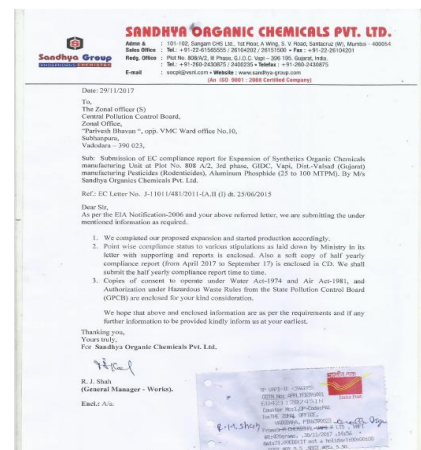 SANDHYA ORGANIC CHEMICALS PVT. LTD.
Sandhya Group
Admn & Sales Office : 101-102, Sangam CHS Ltd., 1st Floor, A Wing, S. V. Road, Santacruz (W), Mumbai - 400054
Tel.: +91-22-61565555 / 26104202 / 26151500 • Fax : +91-22-26104201
Redg. Office : Plot No. 808/A/2, III Phase, G.I.D.C. Vapi - 396 195. Gujarat, India.
Tel.: +91-260-2430875 / 2400235 • Telefax : +91-260-2430875
E-mail : • Website : www.sandhya-group.com
(An ISO 9001 : 2008 Certified Company)
Date: 29/11/2017
To,
The Zonal officer (S)
Central Pollution Control Board,
Zonal Office,
"Parivesh Bhavan ", opp. VMC Ward office No.10,
Subhanpura,
Vadodara – 390 023,
Sub: Submission of EC compliance report for Expansion of Synthetics Organic Chemicals
manufacturing Unit at Plot No. 808 A/2, 3rd phase, GIDC, Vapi, Dist.-Valsad (Gujarat)
manufacturing Pesticides (Rodenticides), Aluminum Phosphide (25 to 100 MTPM). By M/s
Sandhya Organics Chemicals Pvt. Ltd.
Ref.: EC Letter No. J-11011/481/2011-IA,II (I) dt. 25/06/2015
Dear Sir,
As per the EIA Notification-2006 and your above referred letter, we are submitting the under
mentioned information as required.
1. We completed our proposed expansion and started production accordingly.
2. Point wise compliance status to various stipulations as laid down by Ministry in its
letter with supporting and reports is enclosed. Also a soft copy of half yearly
compliance report (from April 2017 to September 17) is enclosed in CD. We shall
submit the half yearly compliance report time to time.
3. Copies of consent to operate under Water Act-1974 and Air Act-1981, and
Authorization under Hazardous Waste Rules from the State Pollution Control Board
(GPCB) are enclosed for your kind consideration.
We hope that above and enclosed information are as per the requirements and if any
further information to be provided kindly inform us at your earliest.
Thanking you,
Yours truly,
For Sandhya Organic Chemicals Pvt. Ltd.
R. J. Shah
(General Manager - Works).
Encl.: A/a.
India Post
R.M.Shah